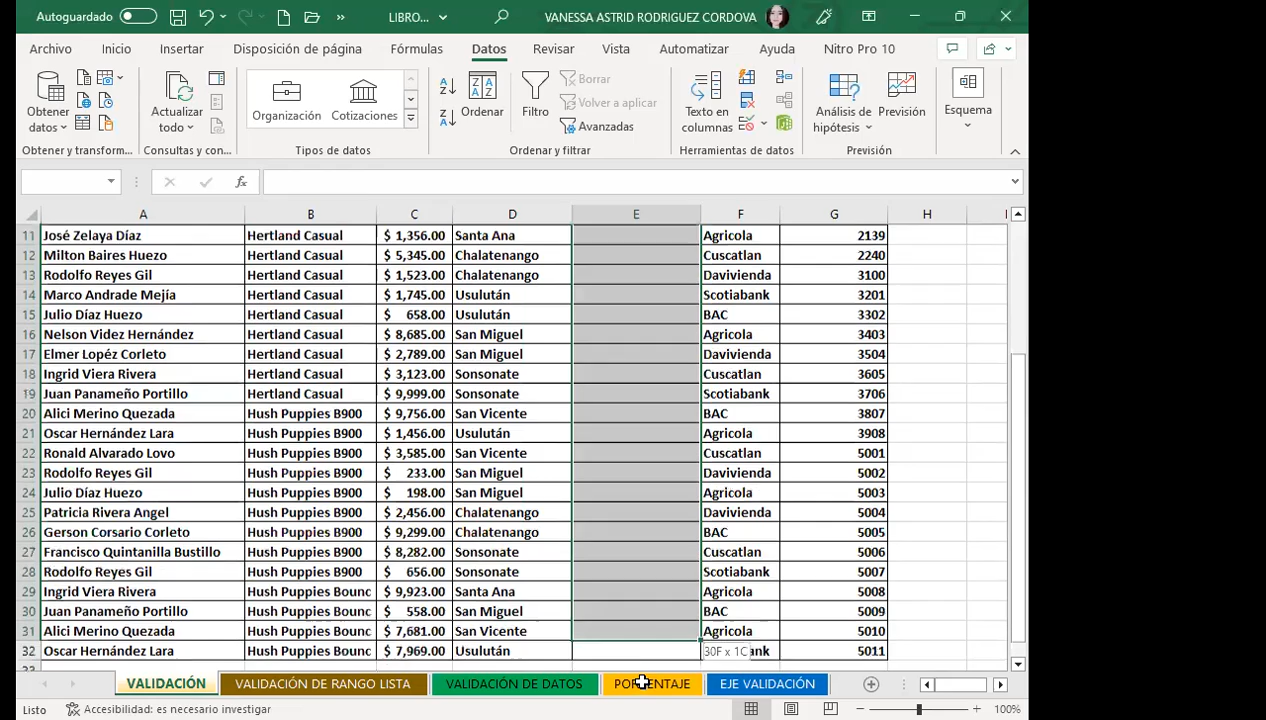 Autoguardado LIBRO... VANESSA ASTRID RODRIGUEZ CORDOVA
Archivo Inicio Insertar Disposición de página Fórmulas Datos Revisar Vista Automatizar Ayuda Nitro Pro 10
Obtener datos
Actualizar todo
Organización Cotizaciones
Ordenar
Filtro
Borrar
Volver a aplicar
Avanzadas
Texto en columnas
Análisis de hipótesis
Previsión
Esquema
Obtener y transform... Consultas y con... Tipos de datos Ordenar y filtrar Herramientas de datos Previsión
fx
A B C D E F G H I
11 José Zelaya Díaz Hertland Casual $ 1,356.00 Santa Ana Agricola 2139
12 Milton Baires Huezo Hertland Casual $ 5,345.00 Chalatenango Cuscatlan 2240
13 Rodolfo Reyes Gil Hertland Casual $ 1,523.00 Chalatenango Davivienda 3100
14 Marco Andrade Mejía Hertland Casual $ 1,745.00 Usulután Scotiabank 3201
15 Julio Díaz Huezo Hertland Casual $ 658.00 Usulután BAC 3302
16 Nelson Videz Hernández Hertland Casual $ 8,685.00 San Miguel Agricola 3403
17 Elmer Lopéz Corleto Hertland Casual $ 2,789.00 San Miguel Davivienda 3504
18 Ingrid Viera Rivera Hertland Casual $ 3,123.00 Sonsonate Cuscatlan 3605
19 Juan Panameño Portillo Hertland Casual $ 9,999.00 Sonsonate Scotiabank 3706
20 Alici Merino Quezada Hush Puppies B900 $ 9,756.00 San Vicente BAC 3807
21 Oscar Hernández Lara Hush Puppies B900 $ 1,456.00 Usulután Agricola 3908
22 Ronald Alvarado Lovo Hush Puppies B900 $ 3,585.00 San Vicente Cuscatlan 5001
23 Rodolfo Reyes Gil Hush Puppies B900 $ 233.00 San Miguel Davivienda 5002
24 Julio Díaz Huezo Hush Puppies B900 $ 198.00 San Miguel Agricola 5003
25 Patricia Rivera Angel Hush Puppies B900 $ 2,456.00 Chalatenango Davivienda 5004
26 Gerson Corsario Corleto Hush Puppies B900 $ 9,299.00 Chalatenango BAC 5005
27 Francisco Quintanilla Bustillo Hush Puppies B900 $ 8,282.00 Sonsonate Cuscatlan 5006
28 Rodolfo Reyes Gil Hush Puppies B900 $ 656.00 Sonsonate Scotiabank 5007
29 Ingrid Viera Rivera Hush Puppies Bounc $ 9,923.00 Santa Ana Agricola 5008
30 Juan Panameño Portillo Hush Puppies Bounc $ 558.00 San Miguel BAC 5009
31 Alici Merino Quezada Hush Puppies Bounc $ 7,681.00 San Vicente Agricola 5010
32 Oscar Hernández Lara Hush Puppies Bounc $ 7,969.00 Usulután 30F x 1C 5011
VALIDACIÓN VALIDACIÓN DE RANGO LISTA VALIDACIÓN DE DATOS EJE VALIDACIÓN
Listo Accesibilidad: es necesario investigar 100%